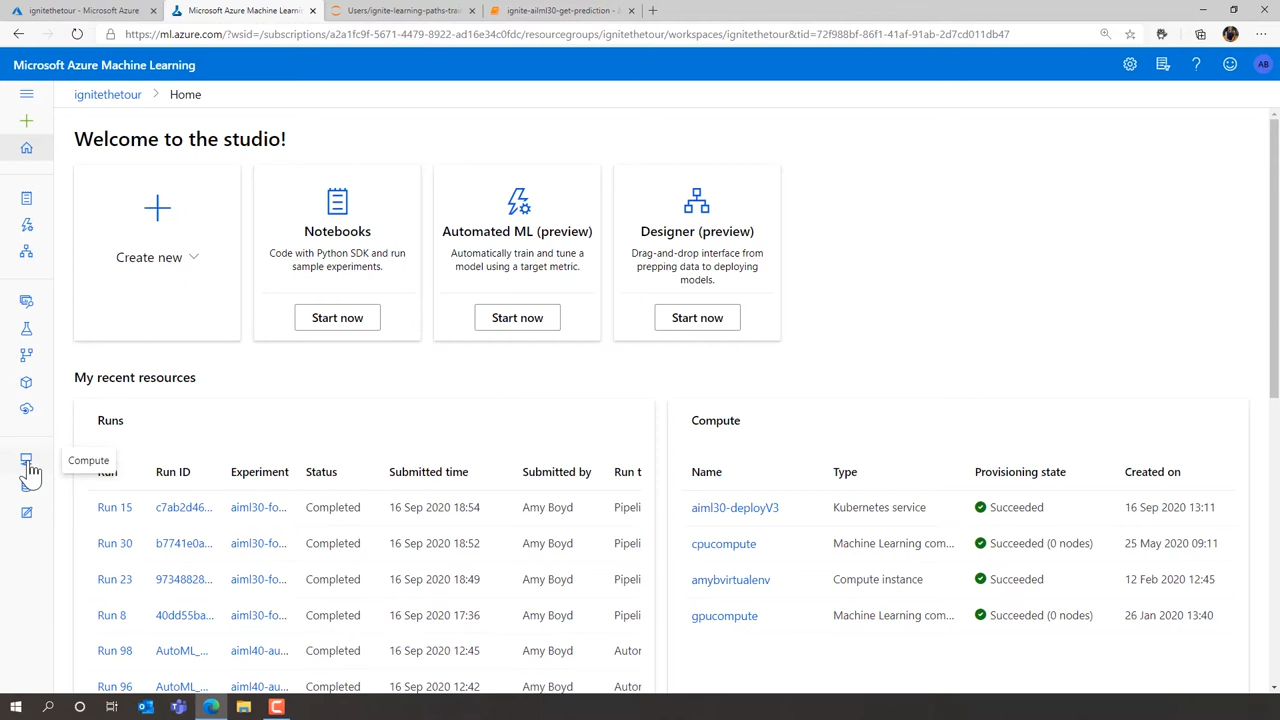 ignitethetour - Microsoft Azure
Microsoft Azure Machine Learnin
Users/ignite-learning-paths-trai
ignite-ailml30-get-prediction - J
https://ml.azure.com/?wsid=/subscriptions/a2a1fc9f-5671-4479-8922-ad16e34c0fdc/resourcegroups/ignitethetour/workspaces/ignitethetour&tid=72f988bf-86f1-41af-91ab-2d7cd011db47
Microsoft Azure Machine Learning
AB
ignitethetour > Home
Welcome to the studio!
Create new
Notebooks
Code with Python SDK and run
sample experiments.
Start now
Automated ML (preview)
Automatically train and tune a
model using a target metric.
Start now
Designer (preview)
Drag-and-drop interface from
prepping data to deploying
models.
Start now
My recent resources
Compute
Runs
Run Run ID Experiment Status Submitted time Submitted by Run t
Run 15 c7ab2d46... aiml30-fo... Completed 16 Sep 2020 18:54 Amy Boyd Pipeli
Run 30 b7741e0a... aiml30-fo... Completed 16 Sep 2020 18:52 Amy Boyd Pipeli
Run 23 97348828... aiml30-fo... Completed 16 Sep 2020 18:49 Amy Boyd Pipeli
Run 8 40dd55ba... aiml30-fo... Completed 16 Sep 2020 17:36 Amy Boyd Pipeli
Run 98 AutoML_... aiml40-au... Completed 16 Sep 2020 12:45 Amy Boyd Autor
Run 96 AutoML_... aiml40-au... Completed 16 Sep 2020 12:42 Amy Boyd Autor
Compute
Name Type Provisioning state Created on
aiml30-deployV3 Kubernetes service Succeeded 16 Sep 2020 13:11
cpucompute Machine Learning com... Succeeded (0 nodes) 25 May 2020 09:11
amybvirtualenv Compute instance Succeeded 12 Feb 2020 12:45
gpucompute Machine Learning com... Succeeded (0 nodes) 26 Jan 2020 13:40